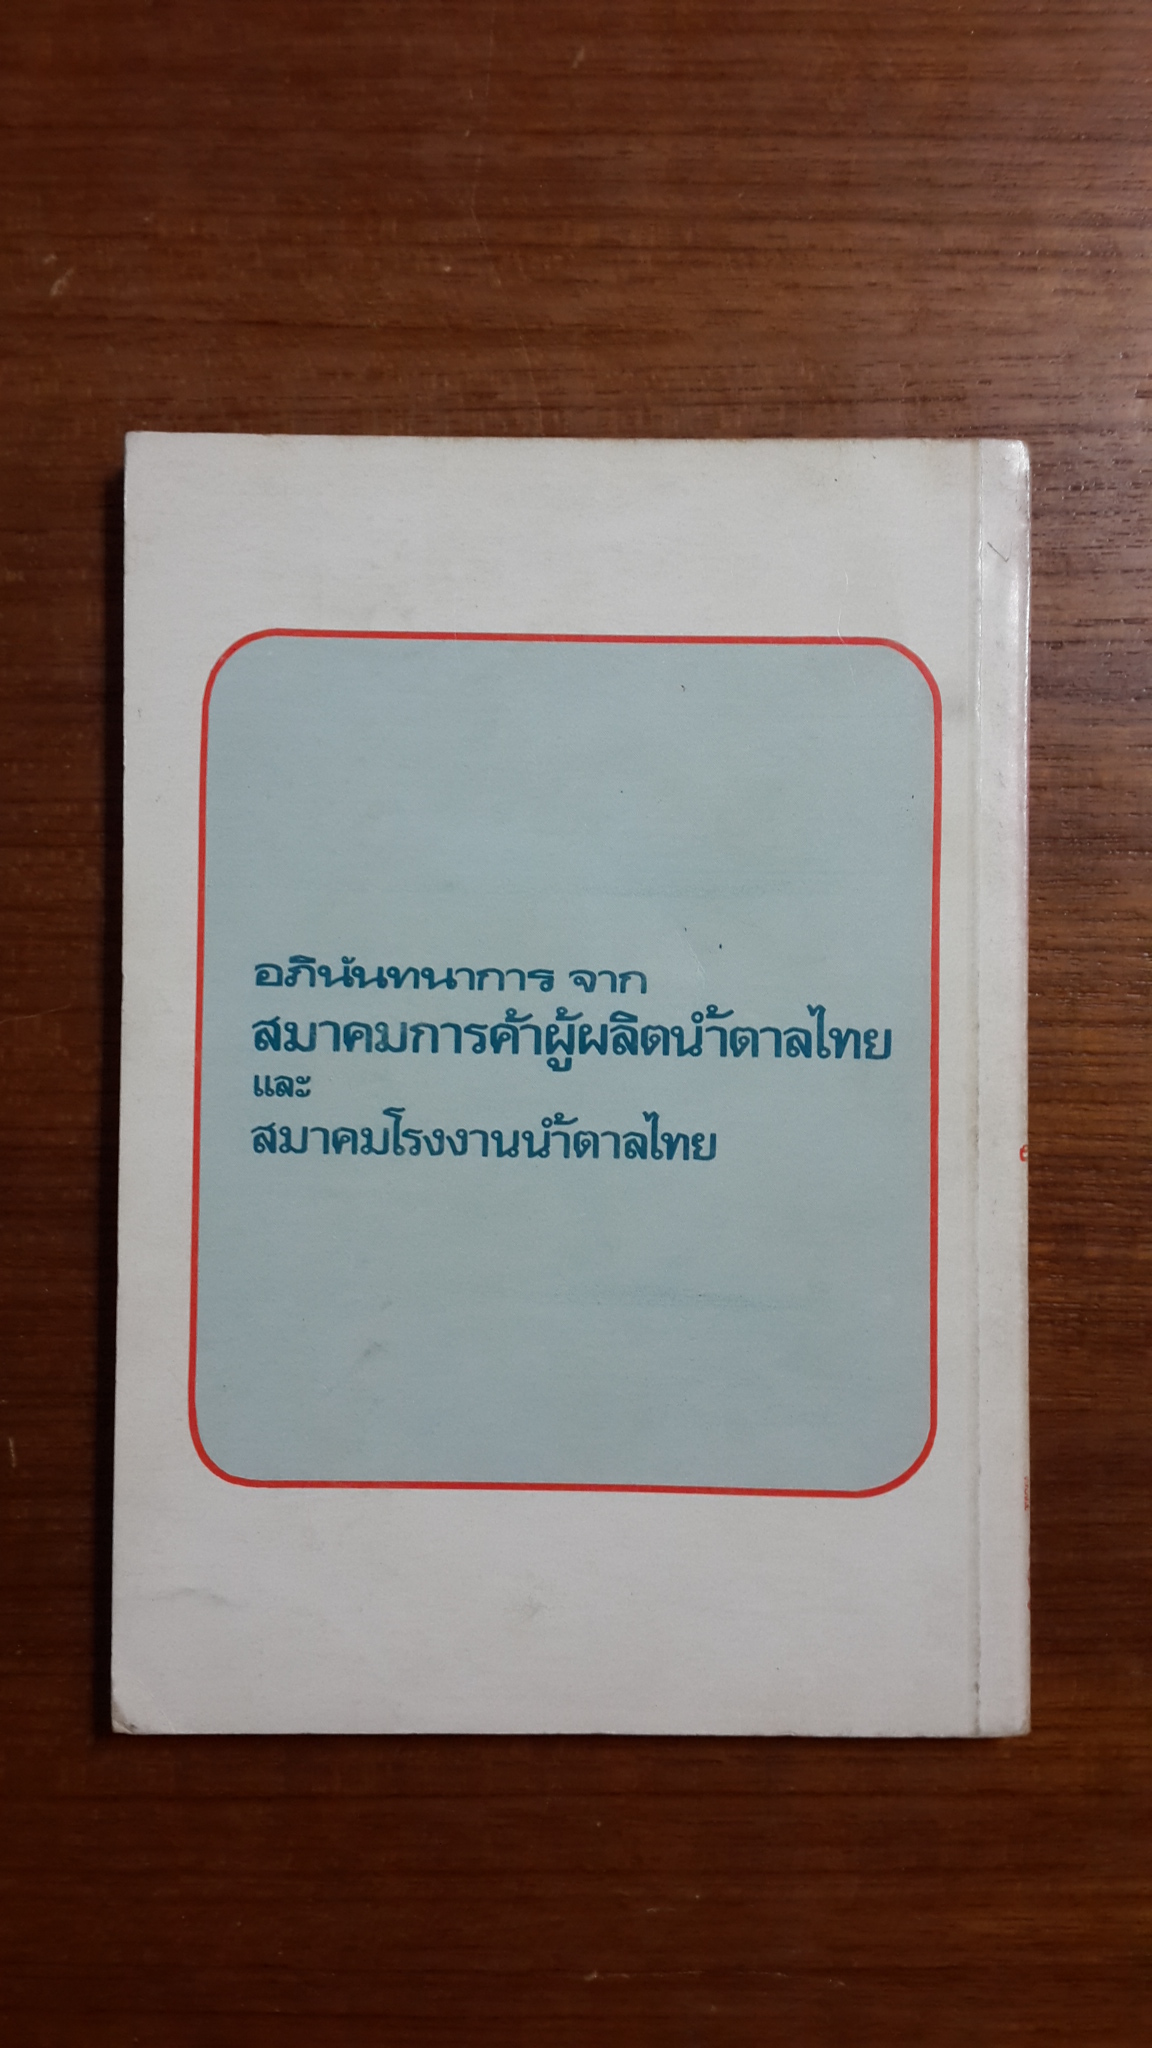 อภินันทนาการ จาก
สมาคมการค้าผู้ผลิตน้ำตาลไทย
และ
สมาคมโรงงานน้ำตาลไทย